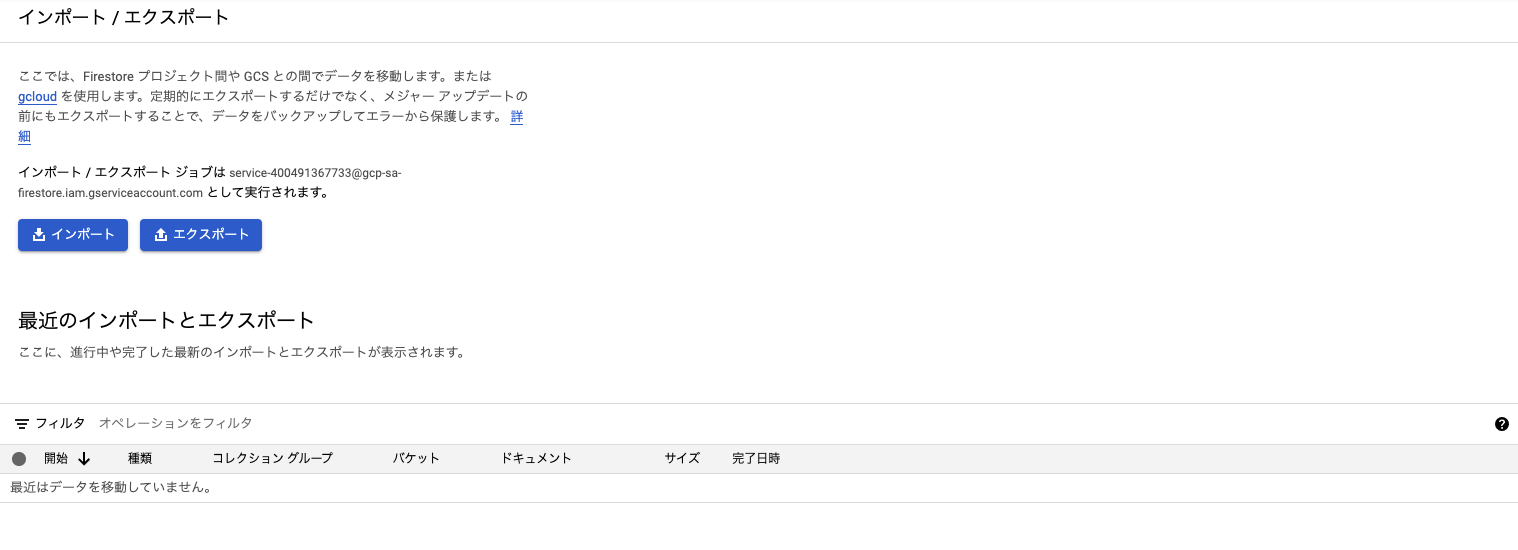 インポート / エクスポート
ここでは、Firestore プロジェクト間や GCS との間でデータを移動します。または
gcloud を使用します。定期的にエクスポートするだけでなく、メジャー アップデートの
前にもエクスポートすることで、データをバックアップしてエラーから保護します。 詳
細
インポート / エクスポート ジョブは service-400491367733@gcp-sa-
firestore.iam.gserviceaccount.com として実行されます。
インポート エクスポート
最近のインポートとエクスポート
ここに、進行中や完了した最新のインポートとエクスポートが表示されます。
フィルタ オペレーションをフィルタ
開始 種類 コレクション グループ バケット ドキュメント サイズ 完了日時
最近はデータを移動していません。